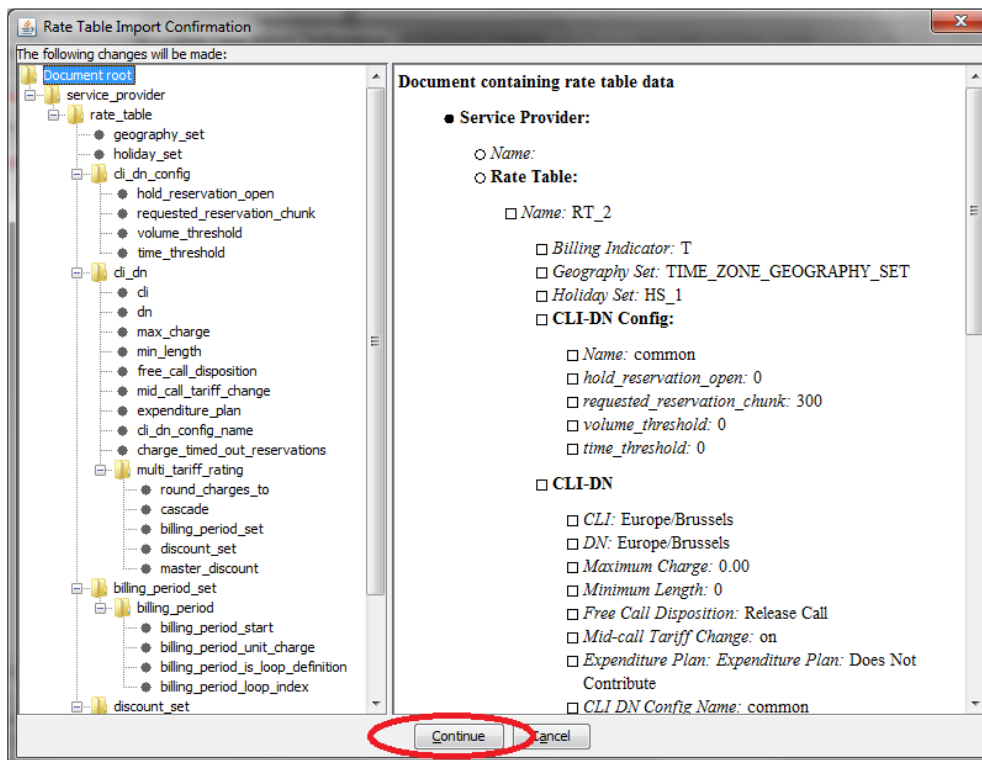 Rate Table Import Confirmation
The following changes will be made:
Document root
service_provider
rate_table
geography_set
holiday_set
cli_dn_config
hold_reservation_open
requested_reservation_chunk
volume_threshold
time_threshold
cli_dn
cli
dn
max_charge
min_length
free_call_disposition
mid_call_tariff_change
expenditure_plan
cli_dn_config_name
charge_timed_out_reservations
multi_tariff_rating
round_charges_to
cascade
billing_period_set
discount_set
master_discount
billing_period_set
billing_period
billing_period_start
billing_period_unit_charge
billing_period_is_loop_definition
billing_period_loop_index
discount_set
Document containing rate table data
Service Provider:
Name:
Rate Table:
Name: RT_2
Billing Indicator: T
Geography Set: TIME_ZONE_GEOGRAPHY_SET
Holiday Set: HS_1
CLI-DN Config:
Name: common
hold_reservation_open: 0
requested_reservation_chunk: 300
volume_threshold: 0
time_threshold: 0
CLI-DN
CLI: Europe/Brussels
DN: Europe/Brussels
Maximum Charge: 0.00
Minimum Length: 0
Free Call Disposition: Release Call
Mid-call Tariff Change: on
Expenditure Plan: Expenditure Plan: Does Not
Contribute
CLI DN Config Name: common
Continue
Cancel